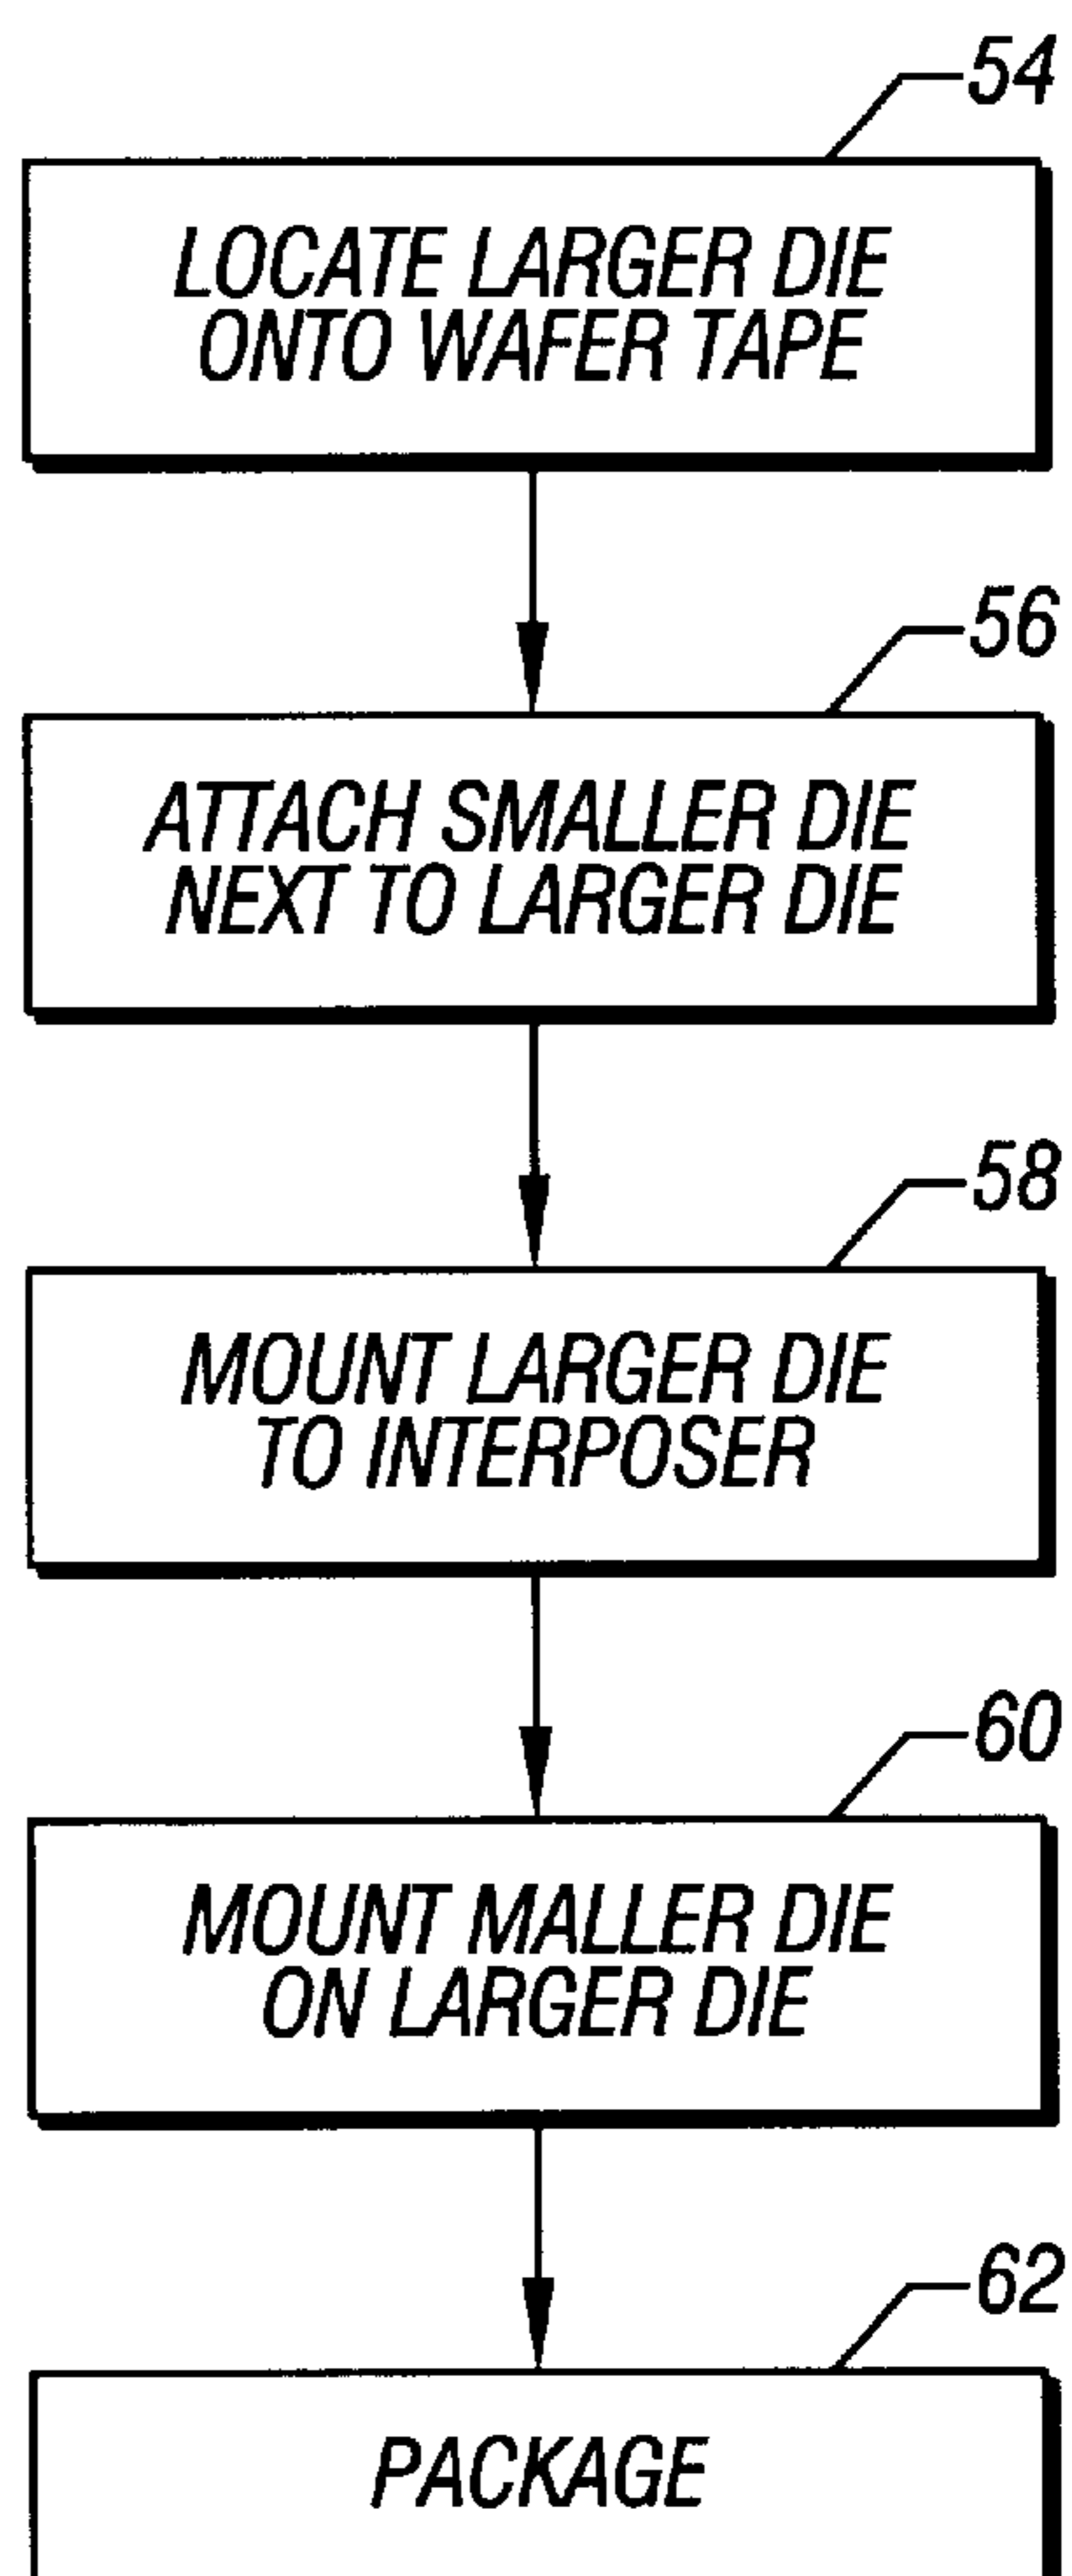 54
LOCATE LARGER DIE
ONTO WAFER TAPE
56
ATTACH SMALLER DIE
NEXT TO LARGER DIE
58
MOUNT LARGER DIE
TO INTERPOSER
60
MOUNT MALLER DIE
ON LARGER DIE
62
PACKAGE